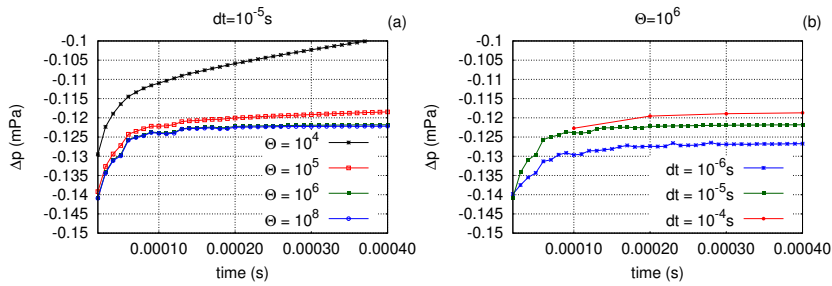 dt=10⁻⁵s
(a)
Δp (mPa)
-0.1
-0.105
-0.11
-0.115
-0.12
-0.125
-0.13
-0.135
-0.14
-0.145
-0.15
Θ = 10⁴
Θ = 10⁵
Θ = 10⁶
Θ = 10⁸
0.00010
0.00020
0.00030
0.00040
time (s)
Θ=10⁶
(b)
Δp (mPa)
-0.1
-0.105
-0.11
-0.115
-0.12
-0.125
-0.13
-0.135
-0.14
-0.145
-0.15
dt = 10⁻⁶s
dt = 10⁻⁵s
dt = 10⁻⁴s
0.00010
0.00020
0.00030
0.00040
time (s)